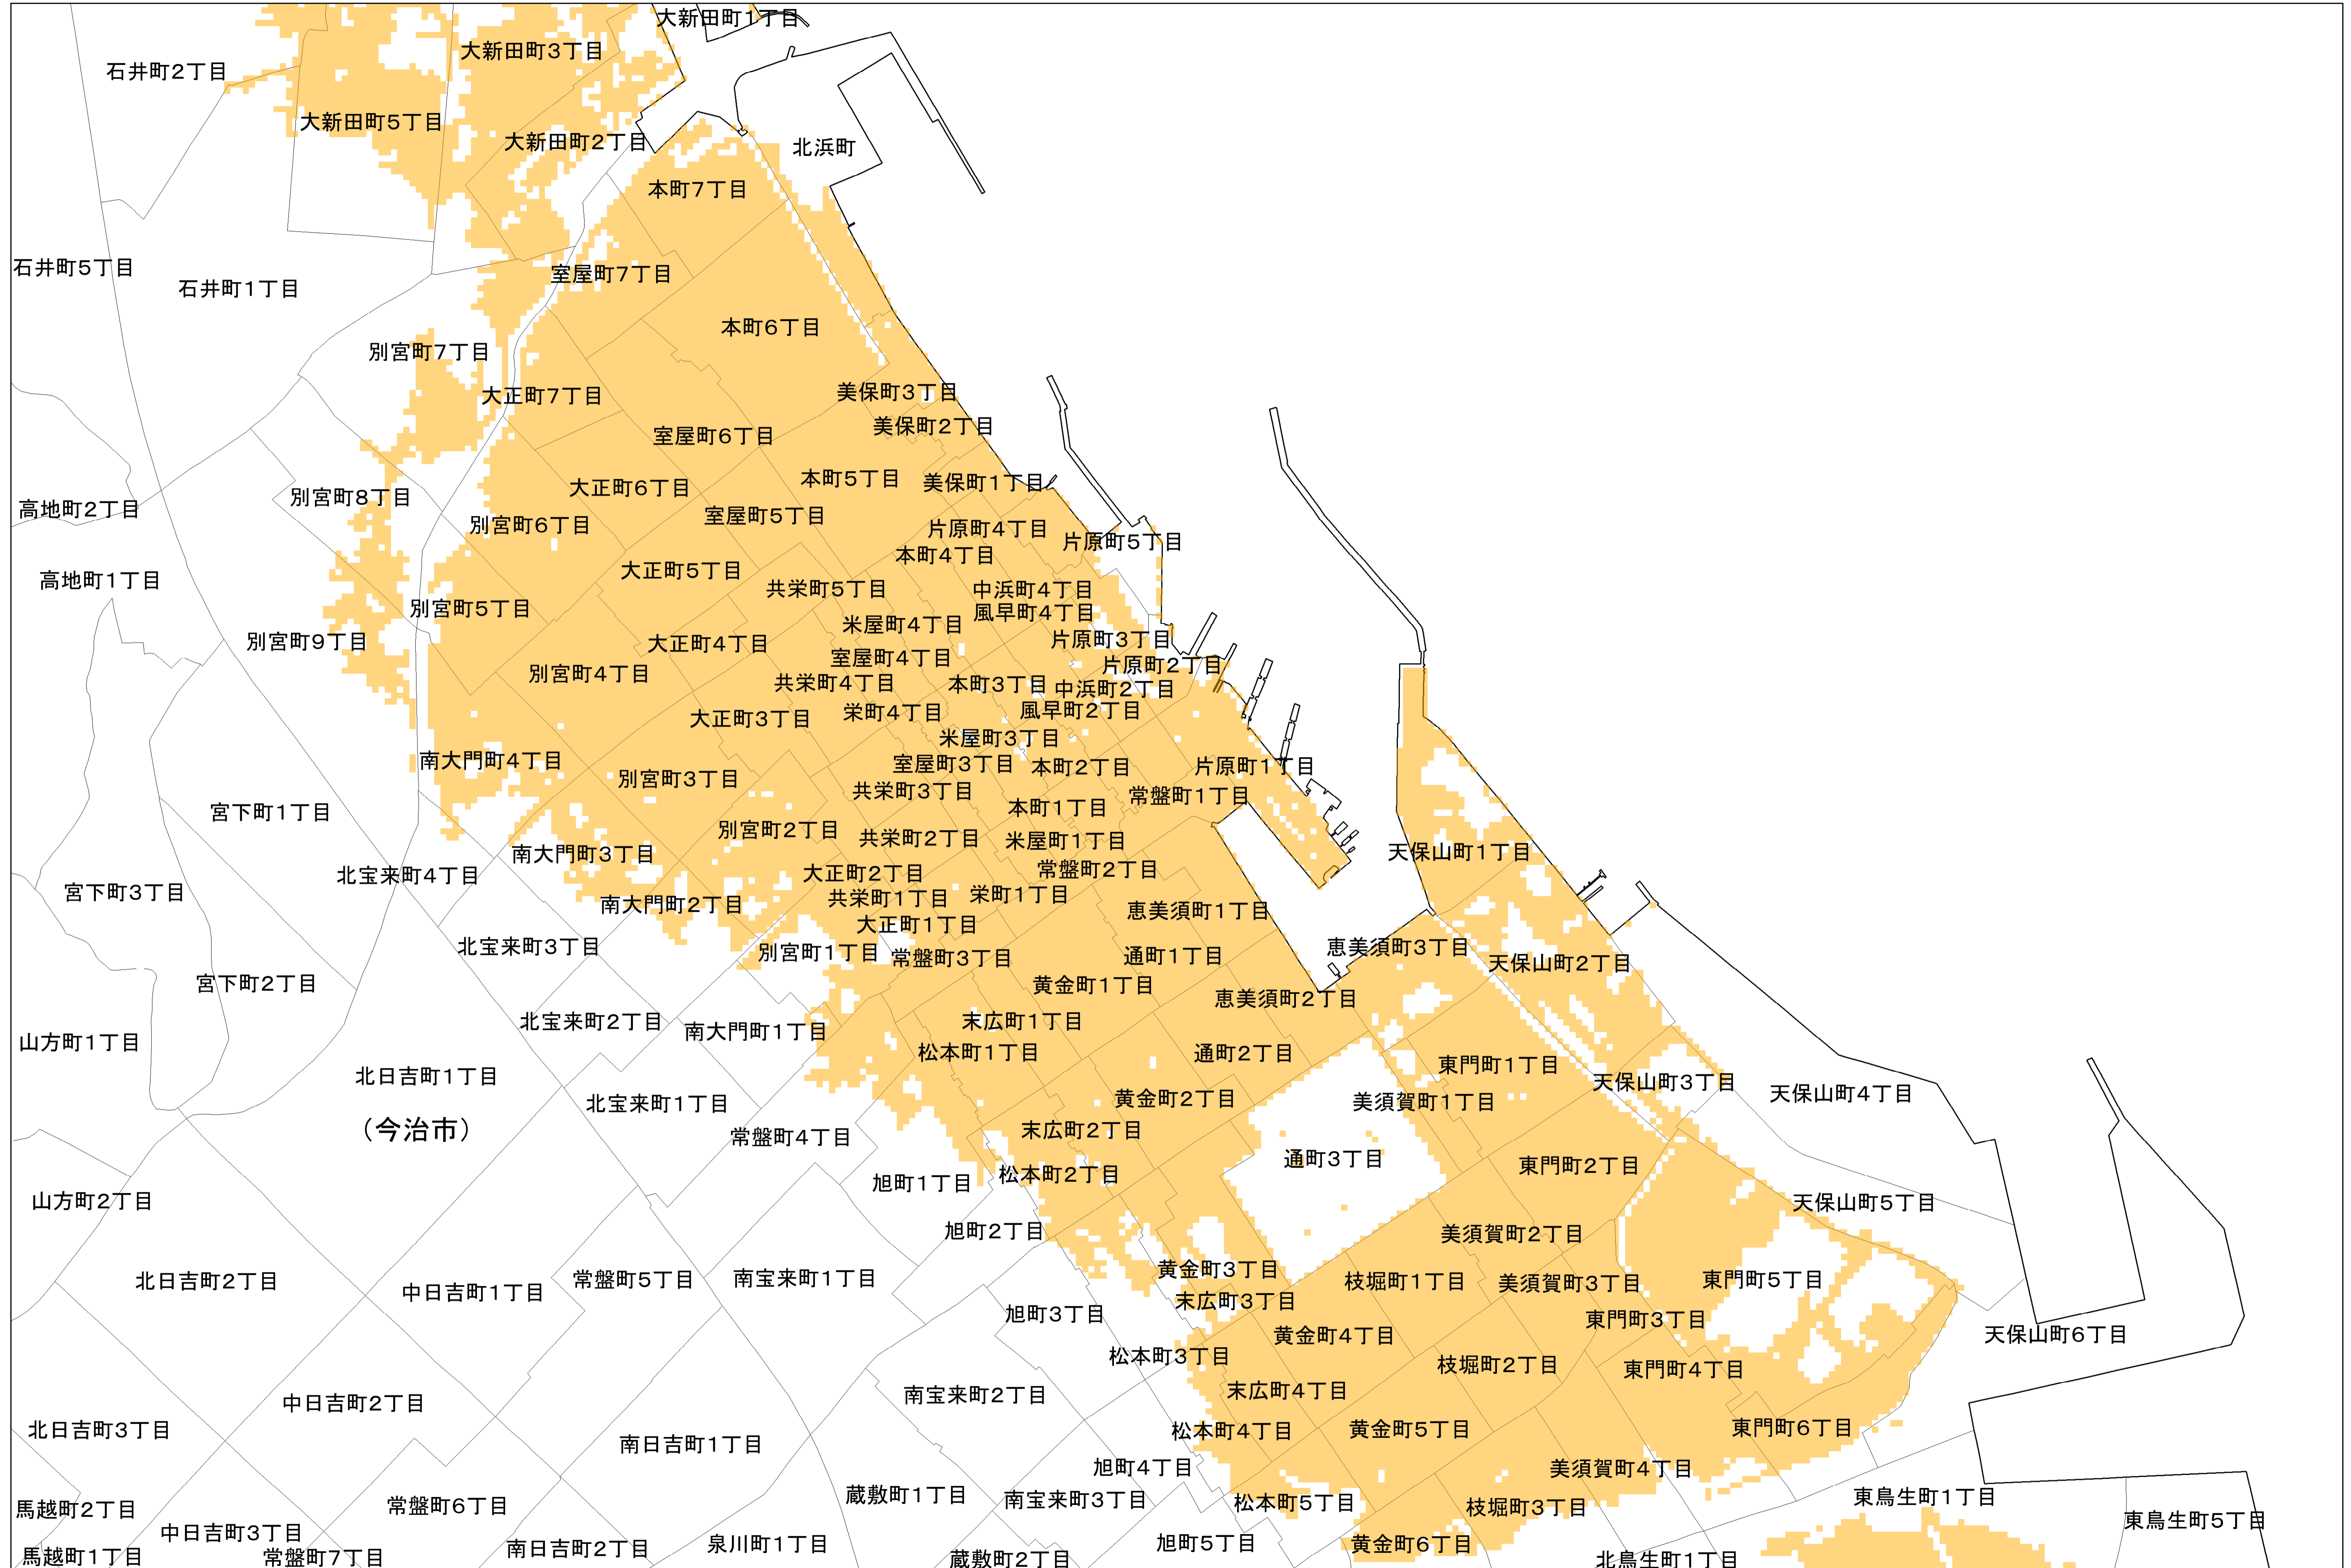 大新田町1丁目
大新田町3丁目
石井町2丁目
大新田町5丁目
大新田町2丁目
北浜町
本町7丁目
石井町5丁目
室屋町7丁目
石井町1丁目
本町6丁目
別宮町7丁目
美保町3丁目
大正町7丁目
美保町2丁目
室屋町6丁目
本町5丁目
美保町1丁目
大正町6丁目
別宮町8丁目
高地町2丁目
室屋町5丁目
別宮町6丁目
片原町4丁目
片原町5丁目
本町4丁目
大正町5丁目
高地町1丁目
共栄町5丁目
中浜町4丁目
別宮町5丁目
風早町4丁目
米屋町4丁目
別宮町9丁目
大正町4丁目
片原町3丁目
室屋町4丁目
片原町2丁目
別宮町4丁目
共栄町4丁目
本町3丁目
中浜町2丁目
大正町3丁目
栄町4丁目
風早町2丁目
米屋町3丁目
南大門町4丁目
室屋町3丁目
本町2丁目
片原町1丁目
別宮町3丁目
共栄町3丁目
常盤町1丁目
本町1丁目
宮下町1丁目
別宮町2丁目
共栄町2丁目
米屋町1丁目
南大門町3丁目
天保山町1丁目
北宝来町4丁目
大正町2丁目
常盤町2丁目
宮下町3丁目
共栄町1丁目
栄町1丁目
南大門町2丁目
恵美須町1丁目
大正町1丁目
北宝来町3丁目
別宮町1丁目
常盤町3丁目
通町1丁目
恵美須町3丁目
天保山町2丁目
宮下町2丁目
黄金町1丁目
恵美須町2丁目
北宝来町2丁目
南大門町1丁目
末広町1丁目
山方町1丁目
松本町1丁目
通町2丁目
東門町1丁目
北日吉町1丁目
天保山町3丁目
天保山町4丁目
北宝来町1丁目
黄金町2丁目
美須賀町1丁目
（今治市）
常盤町4丁目
末広町2丁目
通町3丁目
東門町2丁目
松本町2丁目
旭町1丁目
山方町2丁目
天保山町5丁目
旭町2丁目
美須賀町2丁目
黄金町3丁目
北日吉町2丁目
常盤町5丁目
南宝来町1丁目
枝堀町1丁目
美須賀町3丁目
東門町5丁目
中日吉町1丁目
末広町3丁目
旭町3丁目
東門町3丁目
黄金町4丁目
天保山町6丁目
松本町3丁目
枝堀町2丁目
東門町4丁目
末広町4丁目
南宝来町2丁目
中日吉町2丁目
北日吉町3丁目
松本町4丁目
黄金町5丁目
東門町6丁目
南日吉町1丁目
旭町4丁目
美須賀町4丁目
蔵敷町1丁目
南宝来町3丁目
松本町5丁目
枝堀町3丁目
東鳥生町1丁目
馬越町2丁目
常盤町6丁目
東鳥生町5丁目
中日吉町3丁目
泉川町1丁目
旭町5丁目
黄金町6丁目
南日吉町2丁目
馬越町1丁目
常盤町7丁目
蔵敷町2丁目
北鳥生町1丁目